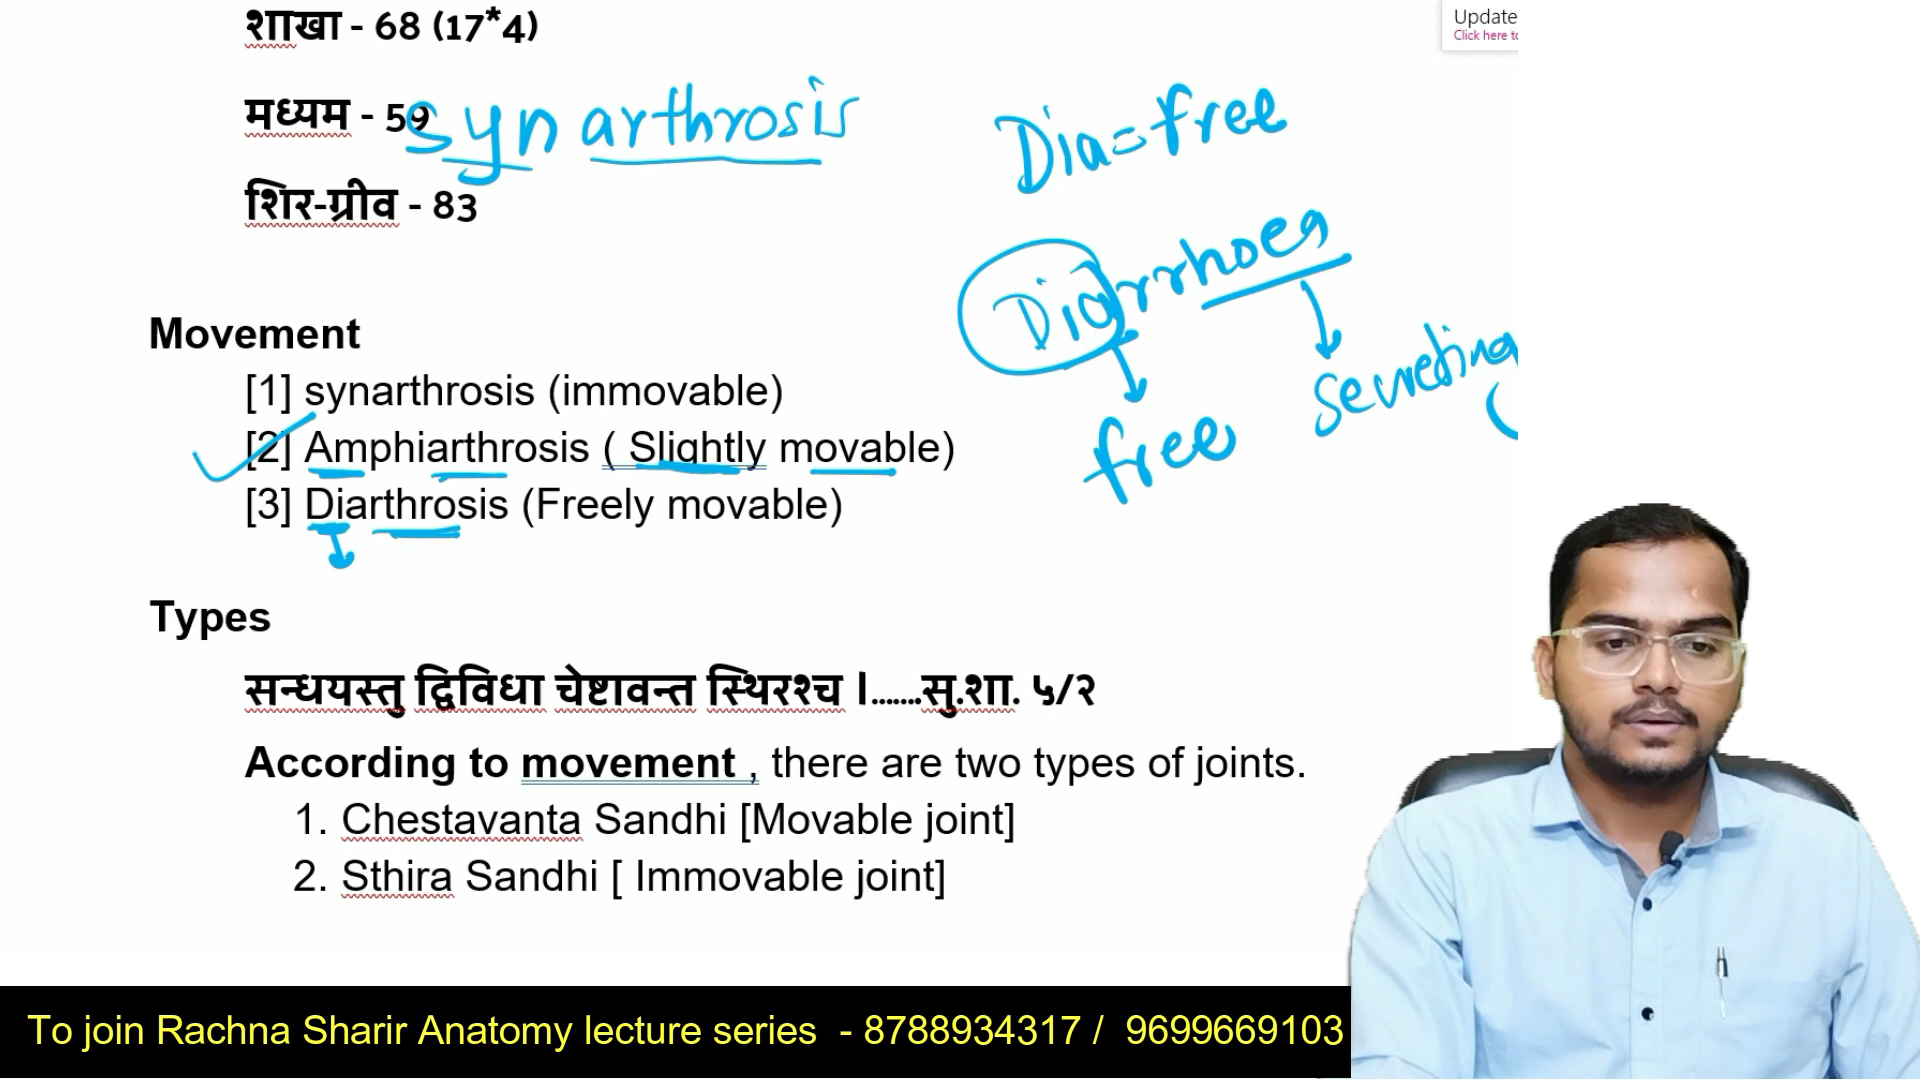 शाखा - 68 (17*4)
Update
Click here to
मध्यम - 59
synarthrosis
Dia=free
शिर-ग्रीव - 83
Diarrhoea
Movement
[1] synarthrosis (immovable)
[2] Amphiarthrosis ( Slightly movable)
[3] Diarthrosis (Freely movable)
free
Types
सन्धयस्तु द्विविधा चेष्टावन्त स्थिरश्च ।.......सु.शा. ५/२
According to movement , there are two types of joints.
1. Chestavanta Sandhi [Movable joint]
2. Sthira Sandhi [ Immovable joint]
To join Rachna Sharir Anatomy lecture series - 8788934317 / 9699669103